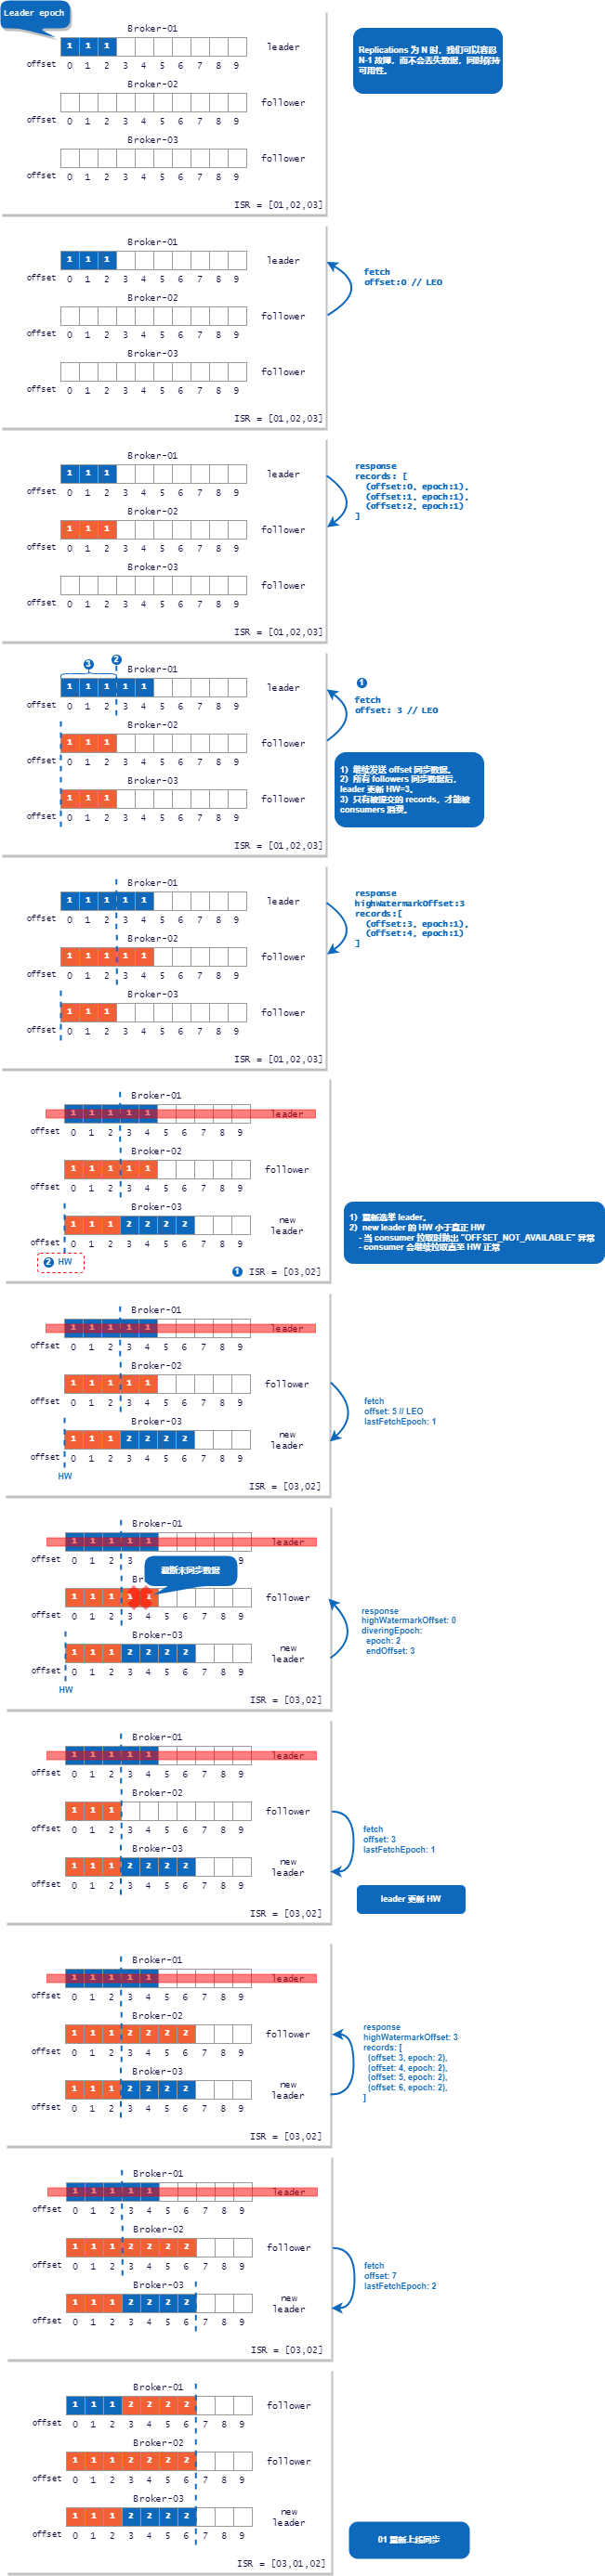 Leader epoch
Broker-01
1 1 1
leader
offset 0 1 2 3 4 5 6 7 8 9
Broker-02
follower
offset 0 1 2 3 4 5 6 7 8 9
Broker-03
follower
offset 0 1 2 3 4 5 6 7 8 9
ISR = [01,02,03]
Replications 为 N 时，我们可以容忍
N-1 故障，而不会丢失数据，同时保持
可用性。
Broker-01
1 1 1
leader
offset 0 1 2 3 4 5 6 7 8 9
Broker-02
follower
offset 0 1 2 3 4 5 6 7 8 9
Broker-03
follower
offset 0 1 2 3 4 5 6 7 8 9
ISR = [01,02,03]
fetch
offset:0 // LEO
Broker-01
1 1 1
leader
offset 0 1 2 3 4 5 6 7 8 9
Broker-02
1 1 1
follower
offset 0 1 2 3 4 5 6 7 8 9
Broker-03
follower
offset 0 1 2 3 4 5 6 7 8 9
ISR = [01,02,03]
response
records: [
(offset:0, epoch:1),
(offset:1, epoch:1),
(offset:2, epoch:1)
]
3 2
Broker-01
1 1 1 1 1
leader
offset 0 1 2 3 4 5 6 7 8 9
Broker-02
1 1 1
follower
offset 0 1 2 3 4 5 6 7 8 9
Broker-03
1 1 1
follower
offset 0 1 2 3 4 5 6 7 8 9
ISR = [01,02,03]
1
fetch
offset: 3 // LEO
1）继续发送 offset 同步数据。
2）所有 followers 同步数据后，
leader 更新 HW=3。
3）只有被提交的 records，才能被
consumers 消费。
Broker-01
1 1 1 1 1
leader
offset 0 1 2 3 4 5 6 7 8 9
Broker-02
1 1 1 1 1
follower
offset 0 1 2 3 4 5 6 7 8 9
Broker-03
1 1 1
follower
offset 0 1 2 3 4 5 6 7 8 9
ISR = [01,02,03]
response
highWatermarkOffset:3
records:[
(offset:3, epoch:1),
(offset:4, epoch:1)
]
Broker-01
1 1 1 1 1
leader
offset 0 1 2 3 4 5 6 7 8 9
Broker-02
1 1 1 1 1
follower
offset 0 1 2 3 4 5 6 7 8 9
Broker-03
1 1 1 2 2 2 2
new
leader
offset 0 1 2 3 4 5 6 7 8 9
2 HW
1 ISR = [03,02]
1）重新选举 leader。
2）new leader 的 HW 小于真正 HW
- 当 consumer 拉取时抛出 "OFFSET_NOT_AVAILABLE" 异常
- consumer 会继续拉取直至 HW 正常
Broker-01
1 1 1 1 1
leader
offset 0 1 2 3 4 5 6 7 8 9
Broker-02
1 1 1 1 1
follower
offset 0 1 2 3 4 5 6 7 8 9
Broker-03
1 1 1 2 2 2 2
new
leader
offset 0 1 2 3 4 5 6 7 8 9
HW
ISR = [03,02]
fetch
offset: 5 // LEO
lastFetchEpoch: 1
Broker-01
1 1 1 1 1
leader
offset 0 1 2 3 9
截断未同步数据
1 1 1 1 1
follower
offset 0 1 2 3 4 5 6 7 8 9
Broker-03
1 1 1 2 2 2 2
new
leader
offset 0 1 2 3 4 5 6 7 8 9
HW
ISR = [03,02]
response
highWatermarkOffset: 0
diveringEpoch:
epoch: 2
endOffset: 3
Broker-01
1 1 1 1 1
leader
offset 0 1 2 3 4 5 6 7 8 9
Broker-02
1 1 1
follower
offset 0 1 2 3 4 5 6 7 8 9
Broker-03
1 1 1 2 2 2 2
new
leader
offset 0 1 2 3 4 5 6 7 8 9
ISR = [03,02]
fetch
offset: 3
lastFetchEpoch: 1
leader 更新 HW
Broker-01
1 1 1 1 1
leader
offset 0 1 2 3 4 5 6 7 8 9
Broker-02
1 1 1 2 2 2 2
follower
offset 0 1 2 3 4 5 6 7 8 9
Broker-03
1 1 1 2 2 2 2
new
leader
offset 0 1 2 3 4 5 6 7 8 9
ISR = [03,02]
response
highWatermarkOffset: 3
records: [
(offset: 3, epoch: 2),
(offset: 4, epoch: 2),
(offset: 5, epoch: 2),
(offset: 6, epoch: 2),
]
Broker-01
1 1 1 1 1
leader
offset 0 1 2 3 4 5 6 7 8 9
Broker-02
1 1 1 2 2 2 2
follower
offset 0 1 2 3 4 5 6 7 8 9
Broker-03
1 1 1 2 2 2 2
new
leader
offset 0 1 2 3 4 5 6 7 8 9
ISR = [03,02]
fetch
offset: 7
lastFetchEpoch: 2
Broker-01
1 1 1 2 2 2 2
follower
offset 0 1 2 3 4 5 6 7 8 9
Broker-02
1 1 1 2 2 2 2
follower
offset 0 1 2 3 4 5 6 7 8 9
Broker-03
1 1 1 2 2 2 2
new
leader
offset 0 1 2 3 4 5 6 7 8 9
ISR = [03,01,02]
01 重新上线同步